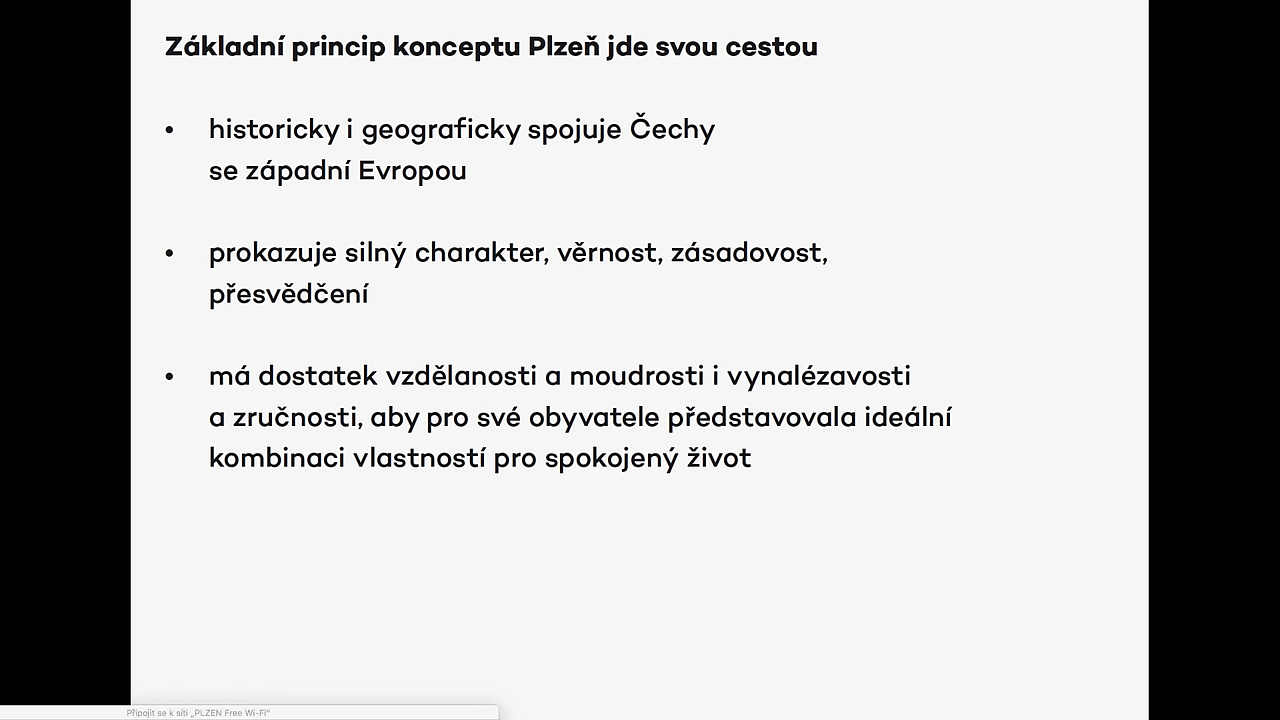 Základní princip konceptu Plzeň jde svou cestou
• historicky i geograficky spojuje Čechy
se západní Evropou
• prokazuje silný charakter, věrnost, zásadovost,
přesvědčení
• má dostatek vzdělanosti a moudrosti i vynalézavosti
a zručnosti, aby pro své obyvatele představovala ideální
kombinaci vlastností pro spokojený život
Připojit se k síti „PLZEN Free Wi-Fi“